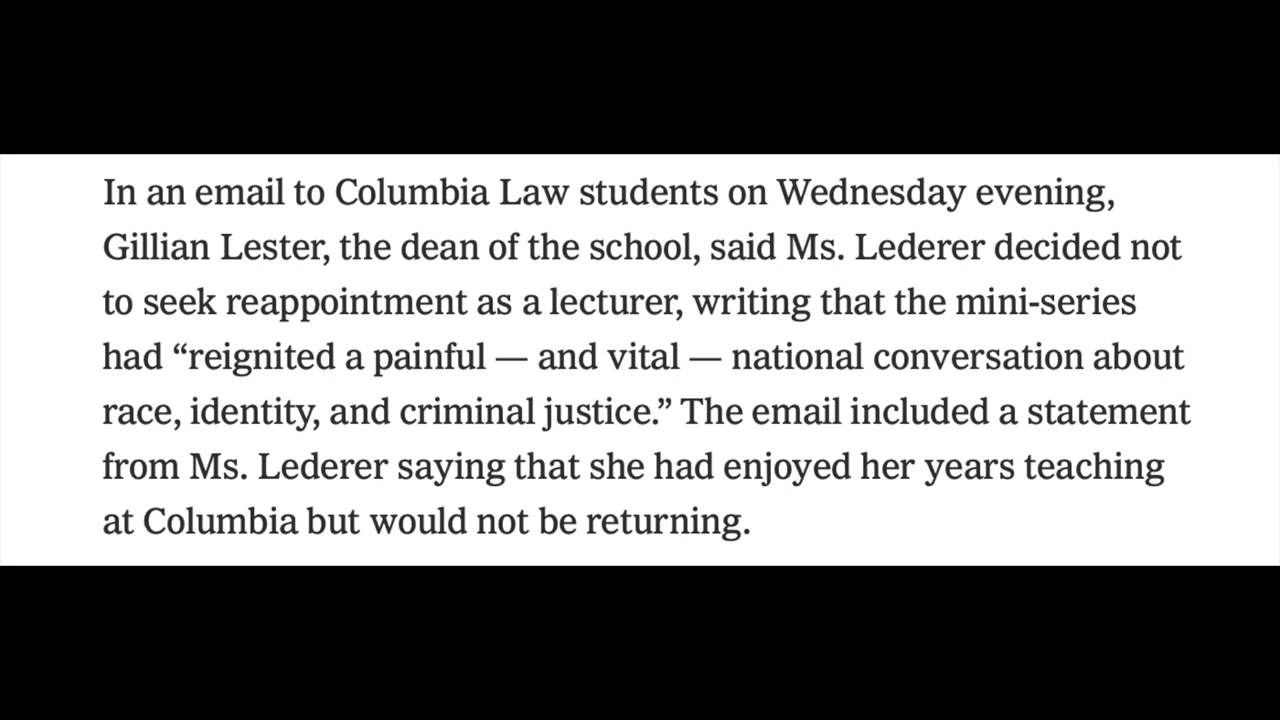 In an email to Columbia Law students on Wednesday evening,
Gillian Lester, the dean of the school, said Ms. Lederer decided not
to seek reappointment as a lecturer, writing that the mini-series
had “reignited a painful — and vital — national conversation about
race, identity, and criminal justice.” The email included a statement
from Ms. Lederer saying that she had enjoyed her years teaching
at Columbia but would not be returning.